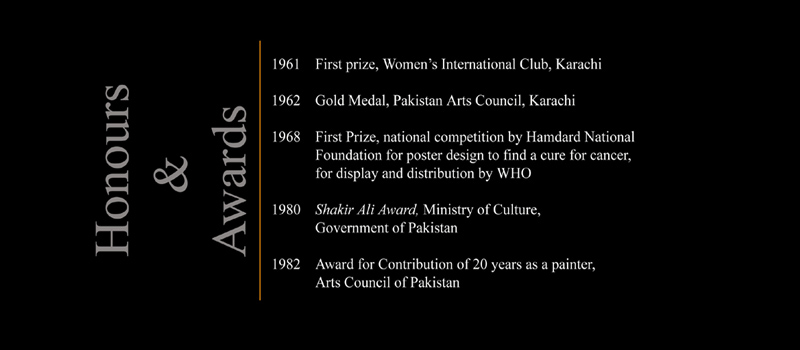 Honours
&
Awards
1961 First prize, Women's International Club, Karachi
1962 Gold Medal, Pakistan Arts Council, Karachi
1968 First Prize, national competition by Hamdard National
Foundation for poster design to find a cure for cancer,
for display and distribution by WHO
1980 Shakir Ali Award, Ministry of Culture,
Government of Pakistan
1982 Award for Contribution of 20 years as a painter,
Arts Council of Pakistan